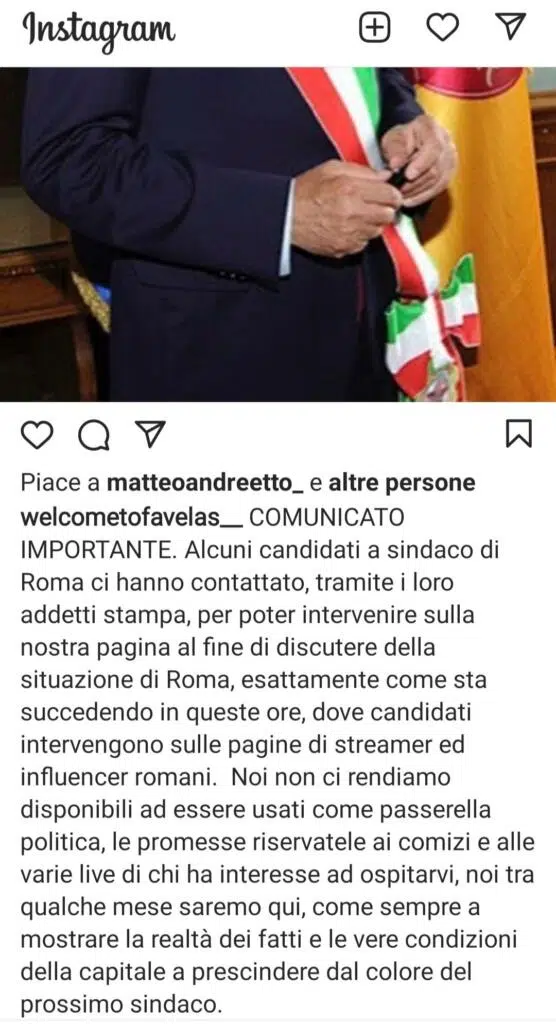 Instagram
Piace a matteoandreetto_ e altre persone
welcometofavelas__ COMUNICATO
IMPORTANTE. Alcuni candidati a sindaco di
Roma ci hanno contattato, tramite i loro
addetti stampa, per poter intervenire sulla
nostra pagina al fine di discutere della
situazione di Roma, esattamente come sta
succedendo in queste ore, dove candidati
intervengono sulle pagine di streamer ed
influencer romani.  Noi non ci rendiamo
disponibili ad essere usati come passerella
politica, le promesse riservatele ai comizi e alle
varie live di chi ha interesse ad ospitarvi, noi tra
qualche mese saremo qui, come sempre a
mostrare la realtà dei fatti e le vere condizioni
della capitale a prescindere dal colore del
prossimo sindaco.